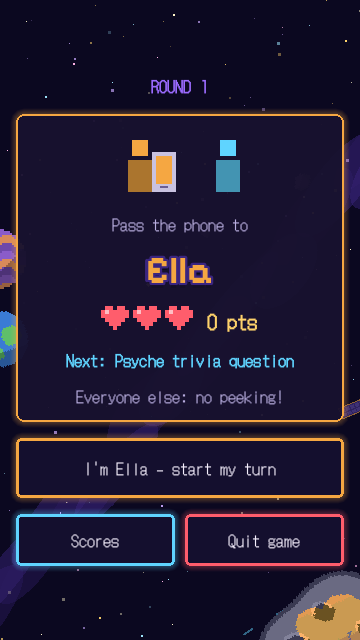 ROUND 1
Pass the phone to
Ella
0 pts
Next: Psyche trivia question
Everyone else: no peeking!
I'm Ella - start my turn
Scores
Quit game